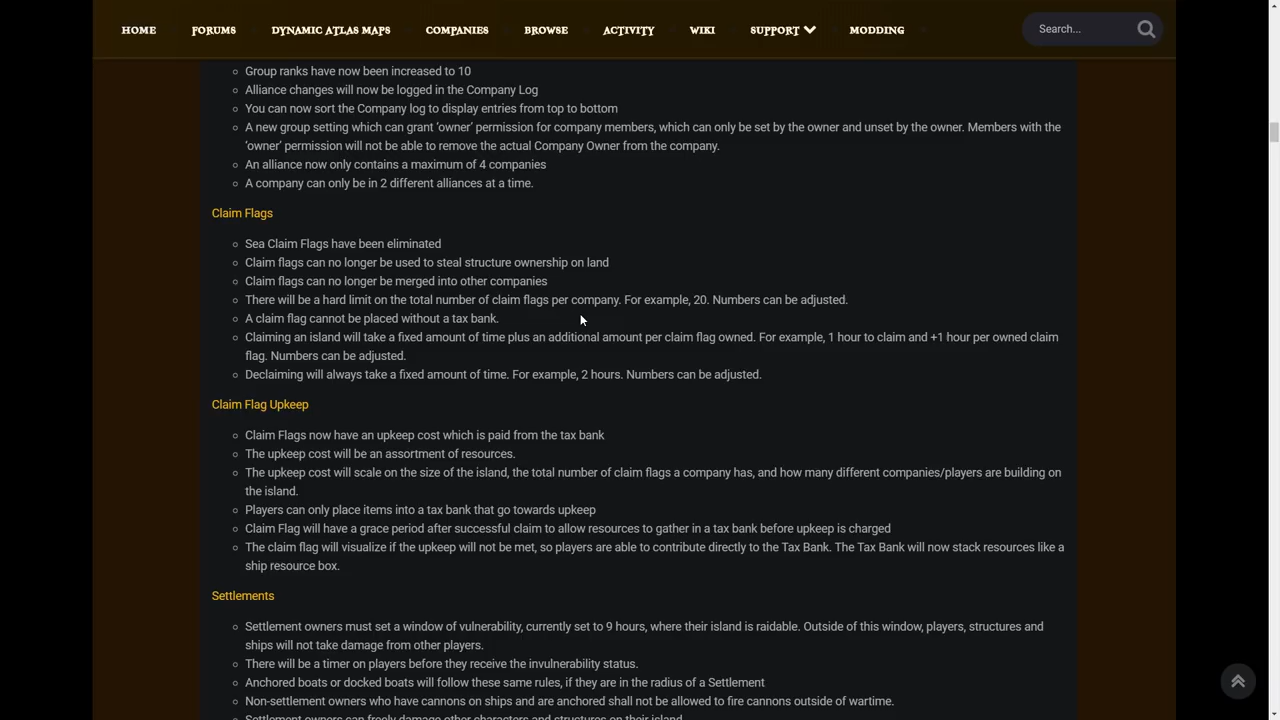 HOME FORUMS DYNAMIC ATLAS MAPS COMPANIES BROWSE ACTIVITY WIKI SUPPORT MODDING Search...
Group ranks have now been increased to 10
Alliance changes will now be logged in the Company Log
You can now sort the Company log to display entries from top to bottom
A new group setting which can grant ‘owner’ permission for company members, which can only be set by the owner and unset by the owner. Members with the
‘owner’ permission will not be able to remove the actual Company Owner from the company.
An alliance now only contains a maximum of 4 companies
A company can only be in 2 different alliances at a time.
Claim Flags
Sea Claim Flags have been eliminated
Claim flags can no longer be used to steal structure ownership on land
Claim flags can no longer be merged into other companies
There will be a hard limit on the total number of claim flags per company. For example, 20. Numbers can be adjusted.
A claim flag cannot be placed without a tax bank.
Claiming an island will take a fixed amount of time plus an additional amount per claim flag owned. For example, 1 hour to claim and +1 hour per owned claim
flag. Numbers can be adjusted.
Declaiming will always take a fixed amount of time. For example, 2 hours. Numbers can be adjusted.
Claim Flag Upkeep
Claim Flags now have an upkeep cost which is paid from the tax bank
The upkeep cost will be an assortment of resources.
The upkeep cost will scale on the size of the island, the total number of claim flags a company has, and how many different companies/players are building on
the island.
Players can only place items into a tax bank that go towards upkeep
Claim Flag will have a grace period after successful claim to allow resources to gather in a tax bank before upkeep is charged
The claim flag will visualize if the upkeep will not be met, so players are able to contribute directly to the Tax Bank. The Tax Bank will now stack resources like a
ship resource box.
Settlements
Settlement owners must set a window of vulnerability, currently set to 9 hours, where their island is raidable. Outside of this window, players, structures and
ships will not take damage from other players.
There will be a timer on players before they receive the invulnerability status.
Anchored boats or docked boats will follow these same rules, if they are in the radius of a Settlement
Non-settlement owners who have cannons on ships and are anchored shall not be allowed to fire cannons outside of wartime.
Settlement owners can freely damage other characters and structures on their island